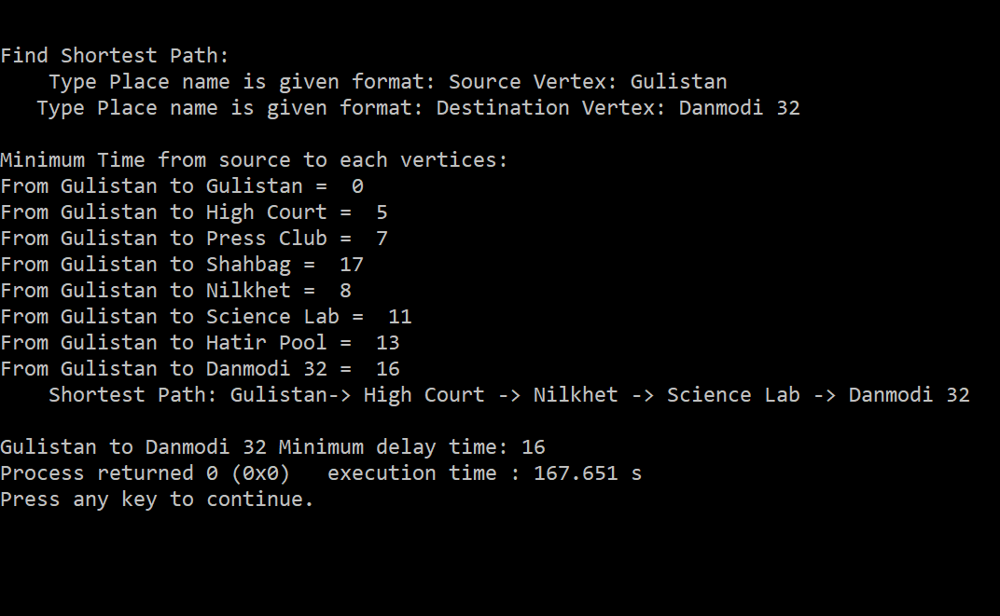 Find Shortest Path:
Type Place name is given format: Source Vertex: Gulistan
Type Place name is given format: Destination Vertex: Danmodi 32
Minimum Time from source to each vertices:
From Gulistan to Gulistan =  0
From Gulistan to High Court =  5
From Gulistan to Press Club =  7
From Gulistan to Shahbag =  17
From Gulistan to Nilkhet =  8
From Gulistan to Science Lab =  11
From Gulistan to Hatir Pool =  13
From Gulistan to Danmodi 32 =  16
Shortest Path: Gulistan-> High Court -> Nilkhet -> Science Lab -> Danmodi 32
Gulistan to Danmodi 32 Minimum delay time: 16
Process returned 0 (0x0)   execution time : 167.651 s
Press any key to continue.